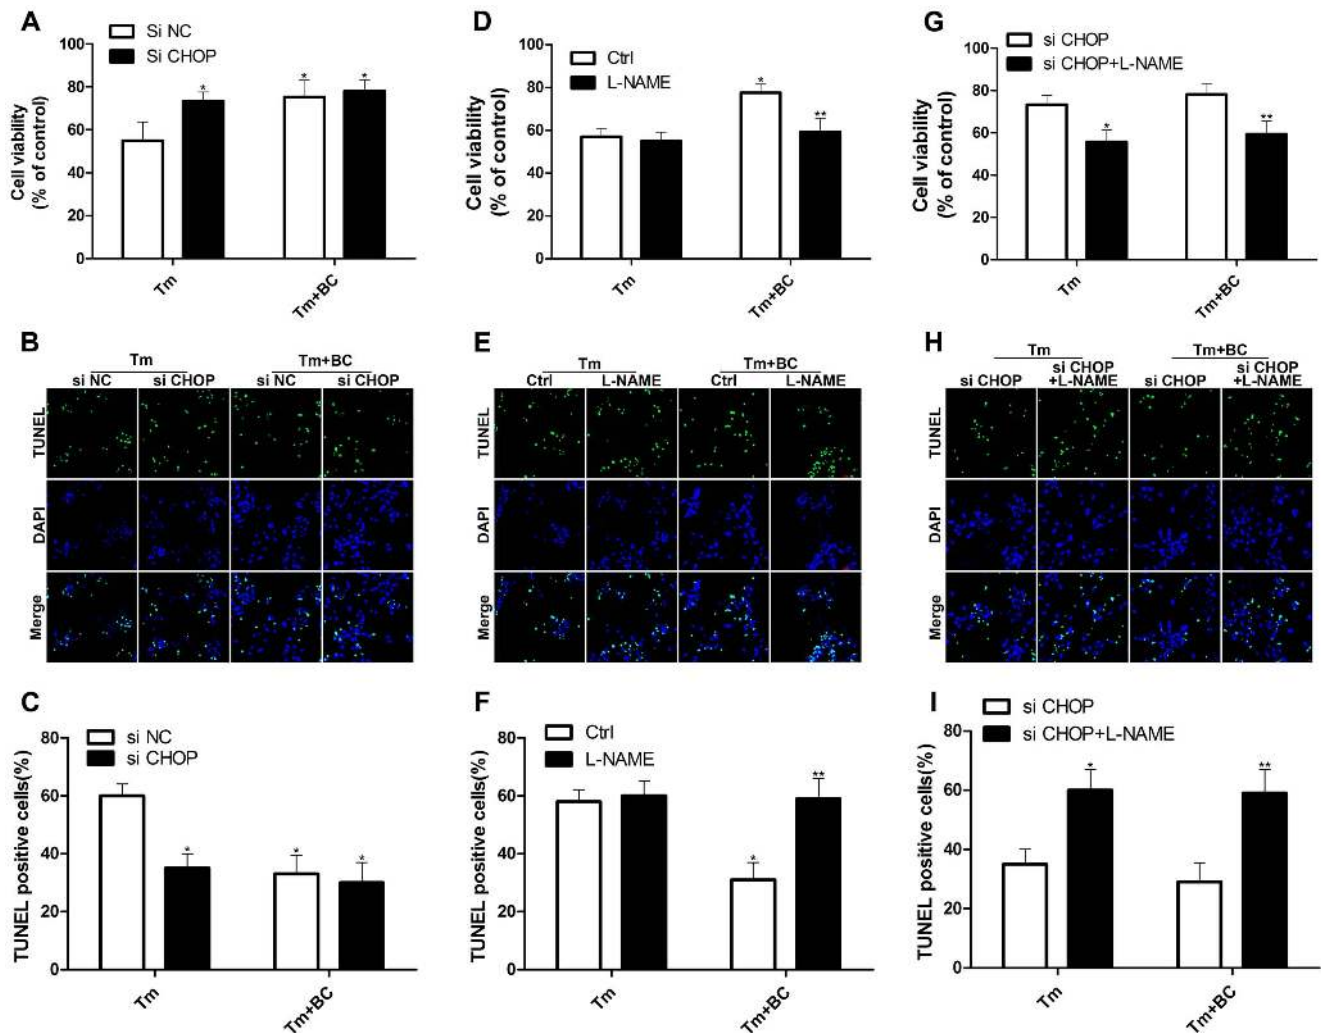 A
Si NC
Si CHOP
Cell viability
(% of control)
100
80
60
40
20
0
*
*
*
Tm
Tm+BC
D
Ctrl
L-NAME
Cell viability
(% of control)
100
80
60
40
20
0
*
**
Tm
Tm+BC
G
si CHOP
si CHOP+L-NAME
Cell viability
(% of control)
100
80
60
40
20
0
*
**
Tm
Tm+BC
B
Tm
Tm+BC
si NC
si CHOP
si NC
si CHOP
TUNEL
DAPI
Merge
E
Tm
Tm+BC
Ctrl
L-NAME
Ctrl
L-NAME
TUNEL
DAPI
Merge
H
Tm
Tm+BC
si CHOP
si CHOP
+L-NAME
si CHOP
si CHOP
+L-NAME
TUNEL
DAPI
Merge
C
si NC
si CHOP
TUNEL positive cells(%)
80
60
40
20
0
*
*
*
Tm
Tm+BC
F
Ctrl
L-NAME
TUNEL positive cells(%)
80
60
40
20
0
*
**
Tm
Tm+BC
I
si CHOP
si CHOP+L-NAME
TUNEL positive cells(%)
80
60
40
20
0
*
**
Tm
Tm+BC